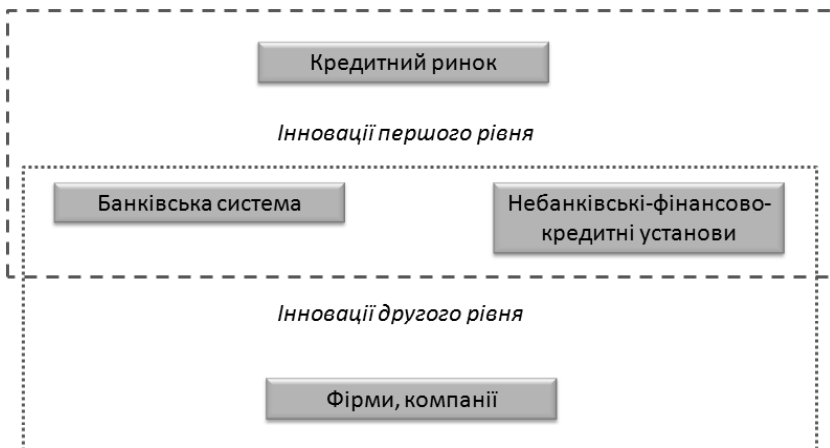 Кредитний ринок
Інновації першого рівня
Банківська система
Небанківські-фінансово-
кредитні установи
Інновації другого рівня
Фірми, компанії